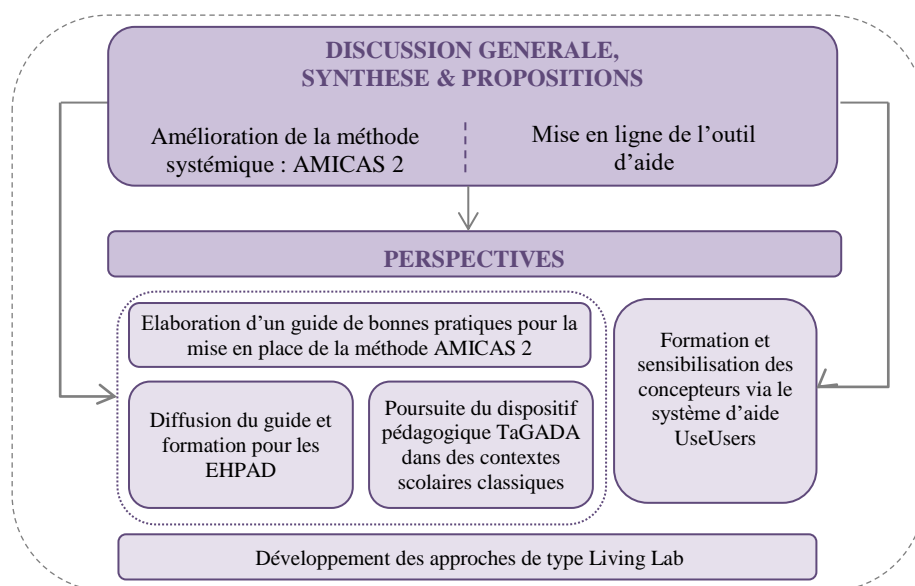 DISCUSSION GENERALE,
SYNTHESE & PROPOSITIONS
Amélioration de la méthode
systémique : AMICAS 2
Mise en ligne de l’outil
d’aide
PERSPECTIVES
Elaboration d’un guide de bonnes pratiques pour la
mise en place de la méthode AMICAS 2
Diffusion du guide et
formation pour les
EHPAD
Poursuite du dispositif
pédagogique TaGADA
dans des contextes
scolaires classiques
Formation et
sensibilisation des
concepteurs via le
système d’aide
UseUsers
Développement des approches de type Living Lab